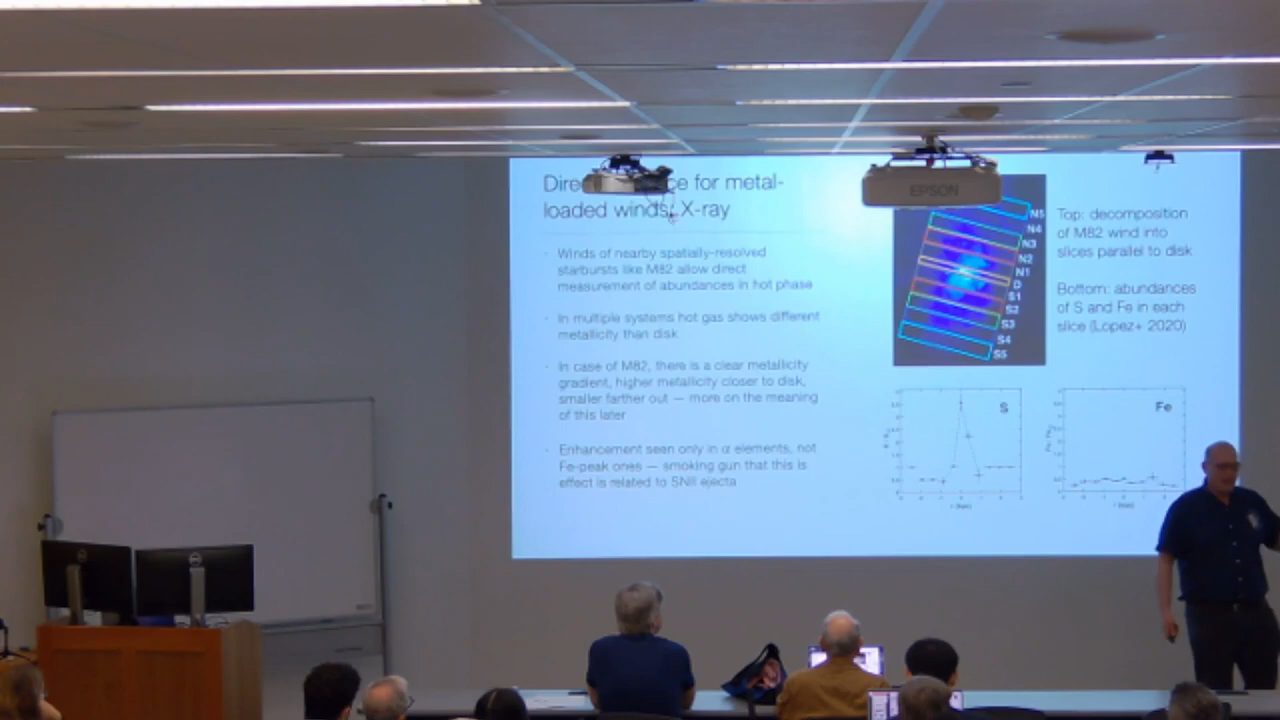 Direc ce for metal-
loaded winds: X-ray
Winds of nearby spatially-resolved
starbursts like M82 allow direct
measurement of abundances in hot phase
In multiple systems hot gas shows different
metallicity than disk
In case of M82, there is a clear metallicity
gradient, higher metallicity closer to disk,
smaller farther out — more on the meaning
of this later
Enhancement seen only in α elements, not
Fe-peak ones — smoking gun that this is
effect is related to SNII ejecta
EPSON
N5
N4
N3
N2
N1
D
S1
S2
S3
S4
S5
Top: decomposition
of M82 wind into
slices parallel to disk
Bottom: abundances
of S and Fe in each
slice (Lopez+ 2020)
S
Fe